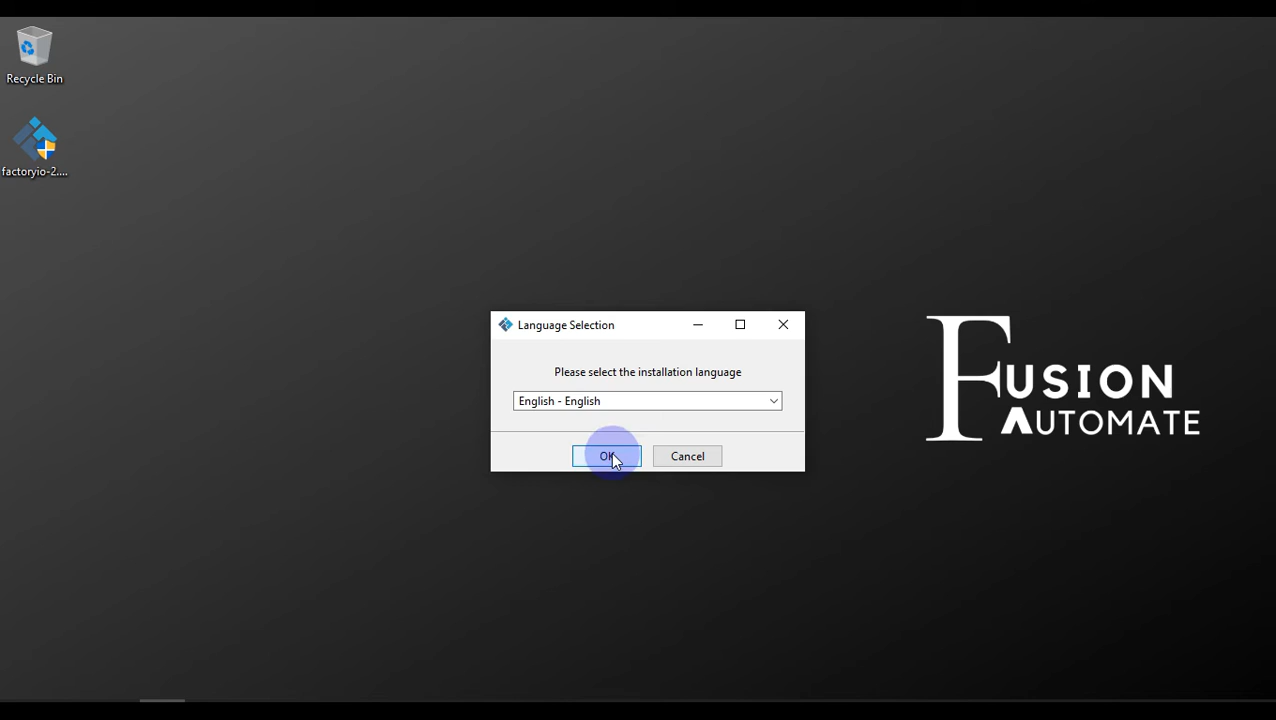 Recycle Bin
factoryio-2....
Language Selection
Please select the installation language
English - English
OK
Cancel
FUSION
AUTOMATE